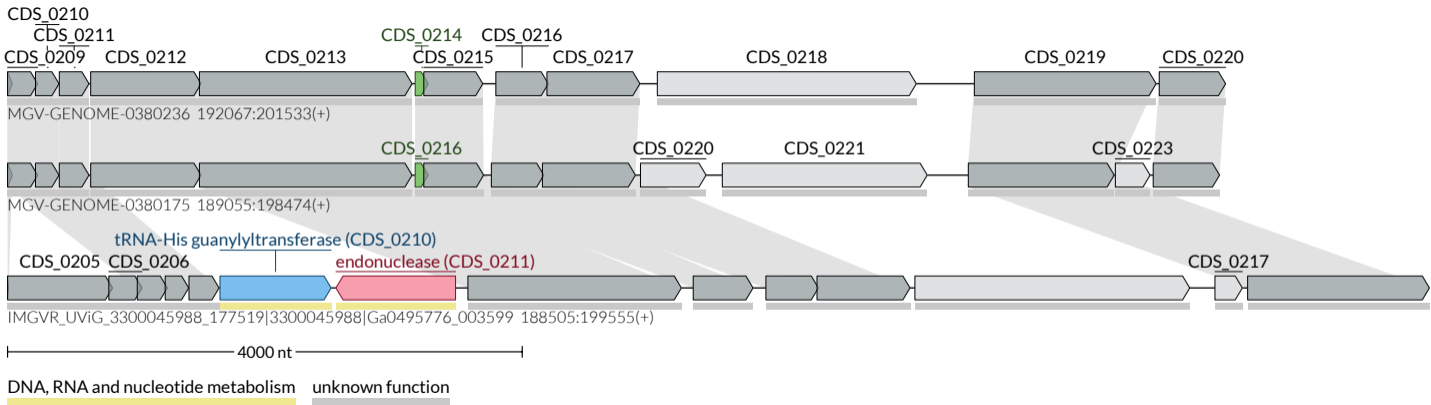 CDS_0210
CDS_0211 CDS_0214 CDS_0216
CDS_0209 CDS_0212 CDS_0213 CDS_0215 CDS_0217 CDS_0218 CDS_0219 CDS_0220
MGV-GENOME-0380236 192067:201533(+)
CDS_0216 CDS_0220 CDS_0221 CDS_0223
MGV-GENOME-0380175 189055:198474(+)
tRNA-His guanylyltransferase (CDS_0210)
CDS_0205 CDS_0206 endonuclease (CDS_0211) CDS_0217
IMGVR_UViG_3300045988_177519|3300045988|Ga0495776_003599 188505:199555(+)
4000 nt
DNA, RNA and nucleotide metabolism unknown function